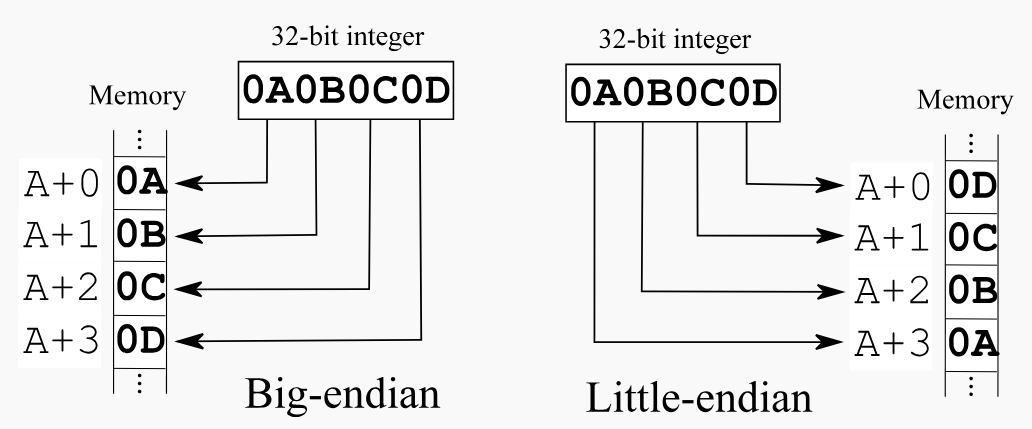 32-bit integer
0A0B0C0D
Memory
⋮
A+0 0A
A+1 0B
A+2 0C
A+3 0D
⋮
Big-endian
32-bit integer
0A0B0C0D
Memory
⋮
A+0 0D
A+1 0C
A+2 0B
A+3 0A
⋮
Little-endian